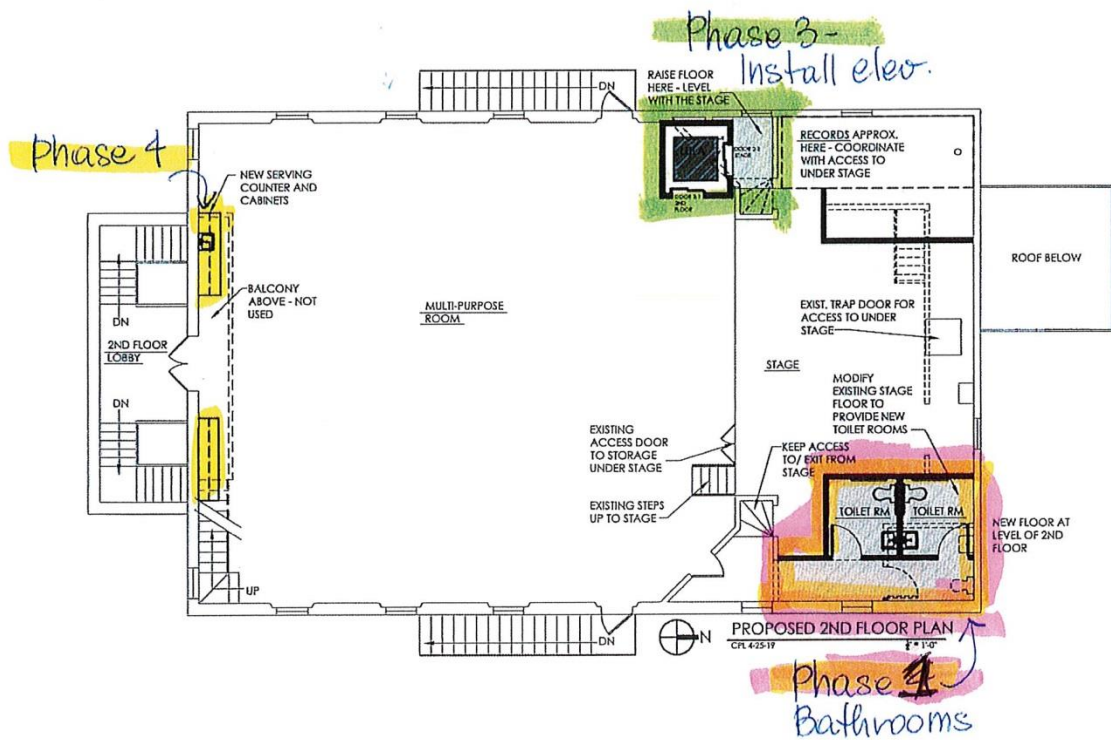 Phase 3 -
Install elev.
RAISE FLOOR
HERE - LEVEL
WITH THE STAGE
DN
RECORDS APPROX.
HERE - COORDINATE
WITH ACCESS TO
UNDER STAGE
Phase 4
NEW SERVING
COUNTER AND
CABINETS
STAGE
2ND
FLOOR
ROOF BELOW
BALCONY
ABOVE - NOT
USED
MULTI-PURPOSE
ROOM
EXIST. TRAP DOOR FOR
ACCESS TO UNDER
STAGE
DN
2ND FLOOR
LOBBY
STAGE
MODIFY
EXISTING STAGE
FLOOR TO
PROVIDE NEW
TOILET ROOMS
DN
EXISTING
ACCESS DOOR
TO STORAGE
UNDER STAGE
KEEP ACCESS
TO/ EXIT FROM
STAGE
EXISTING STEPS
UP TO STAGE
TOILET RM
TOILET RM
NEW FLOOR AT
LEVEL OF 2ND
FLOOR
UP
DN
N
PROPOSED 2ND FLOOR PLAN
CPL 4-25-19
Phase 1
Bathrooms